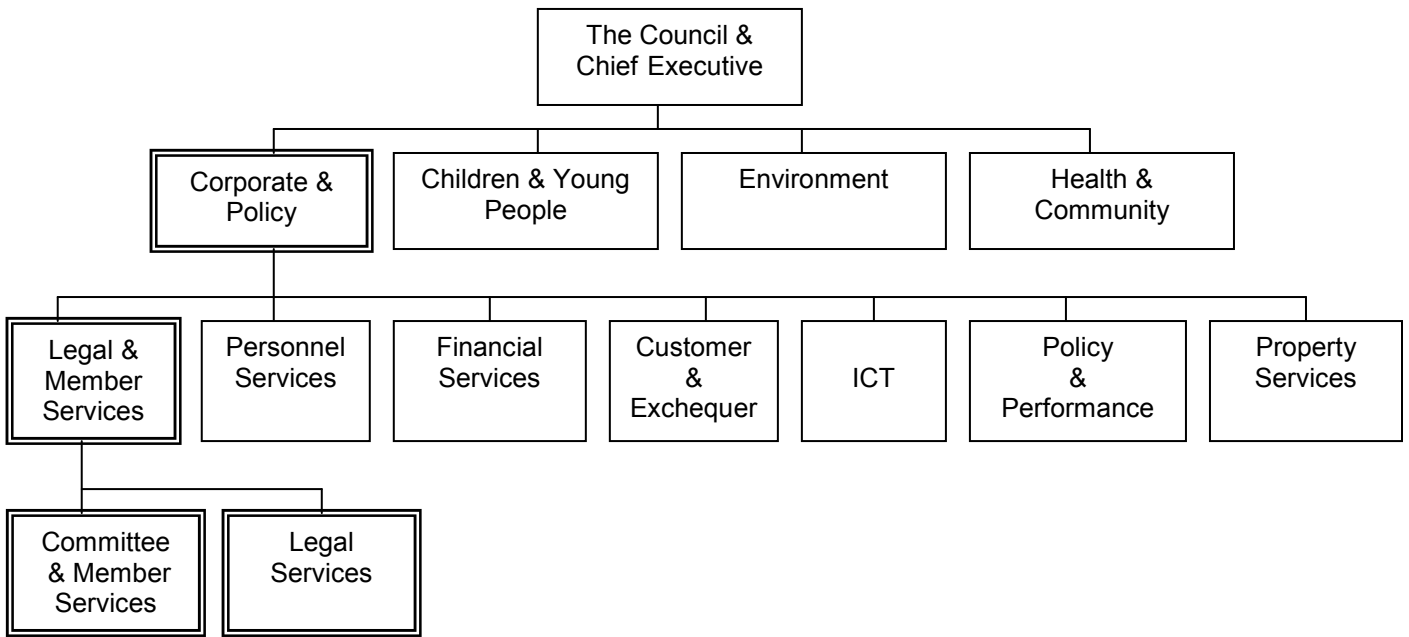 The Council &
Chief Executive
Corporate &
Policy
Children & Young
People
Environment
Health &
Community
Legal &
Member
Services
Personnel
Services
Financial
Services
Customer
&
Exchequer
ICT
Policy
&
Performance
Property
Services
Committee
& Member
Services
Legal
Services